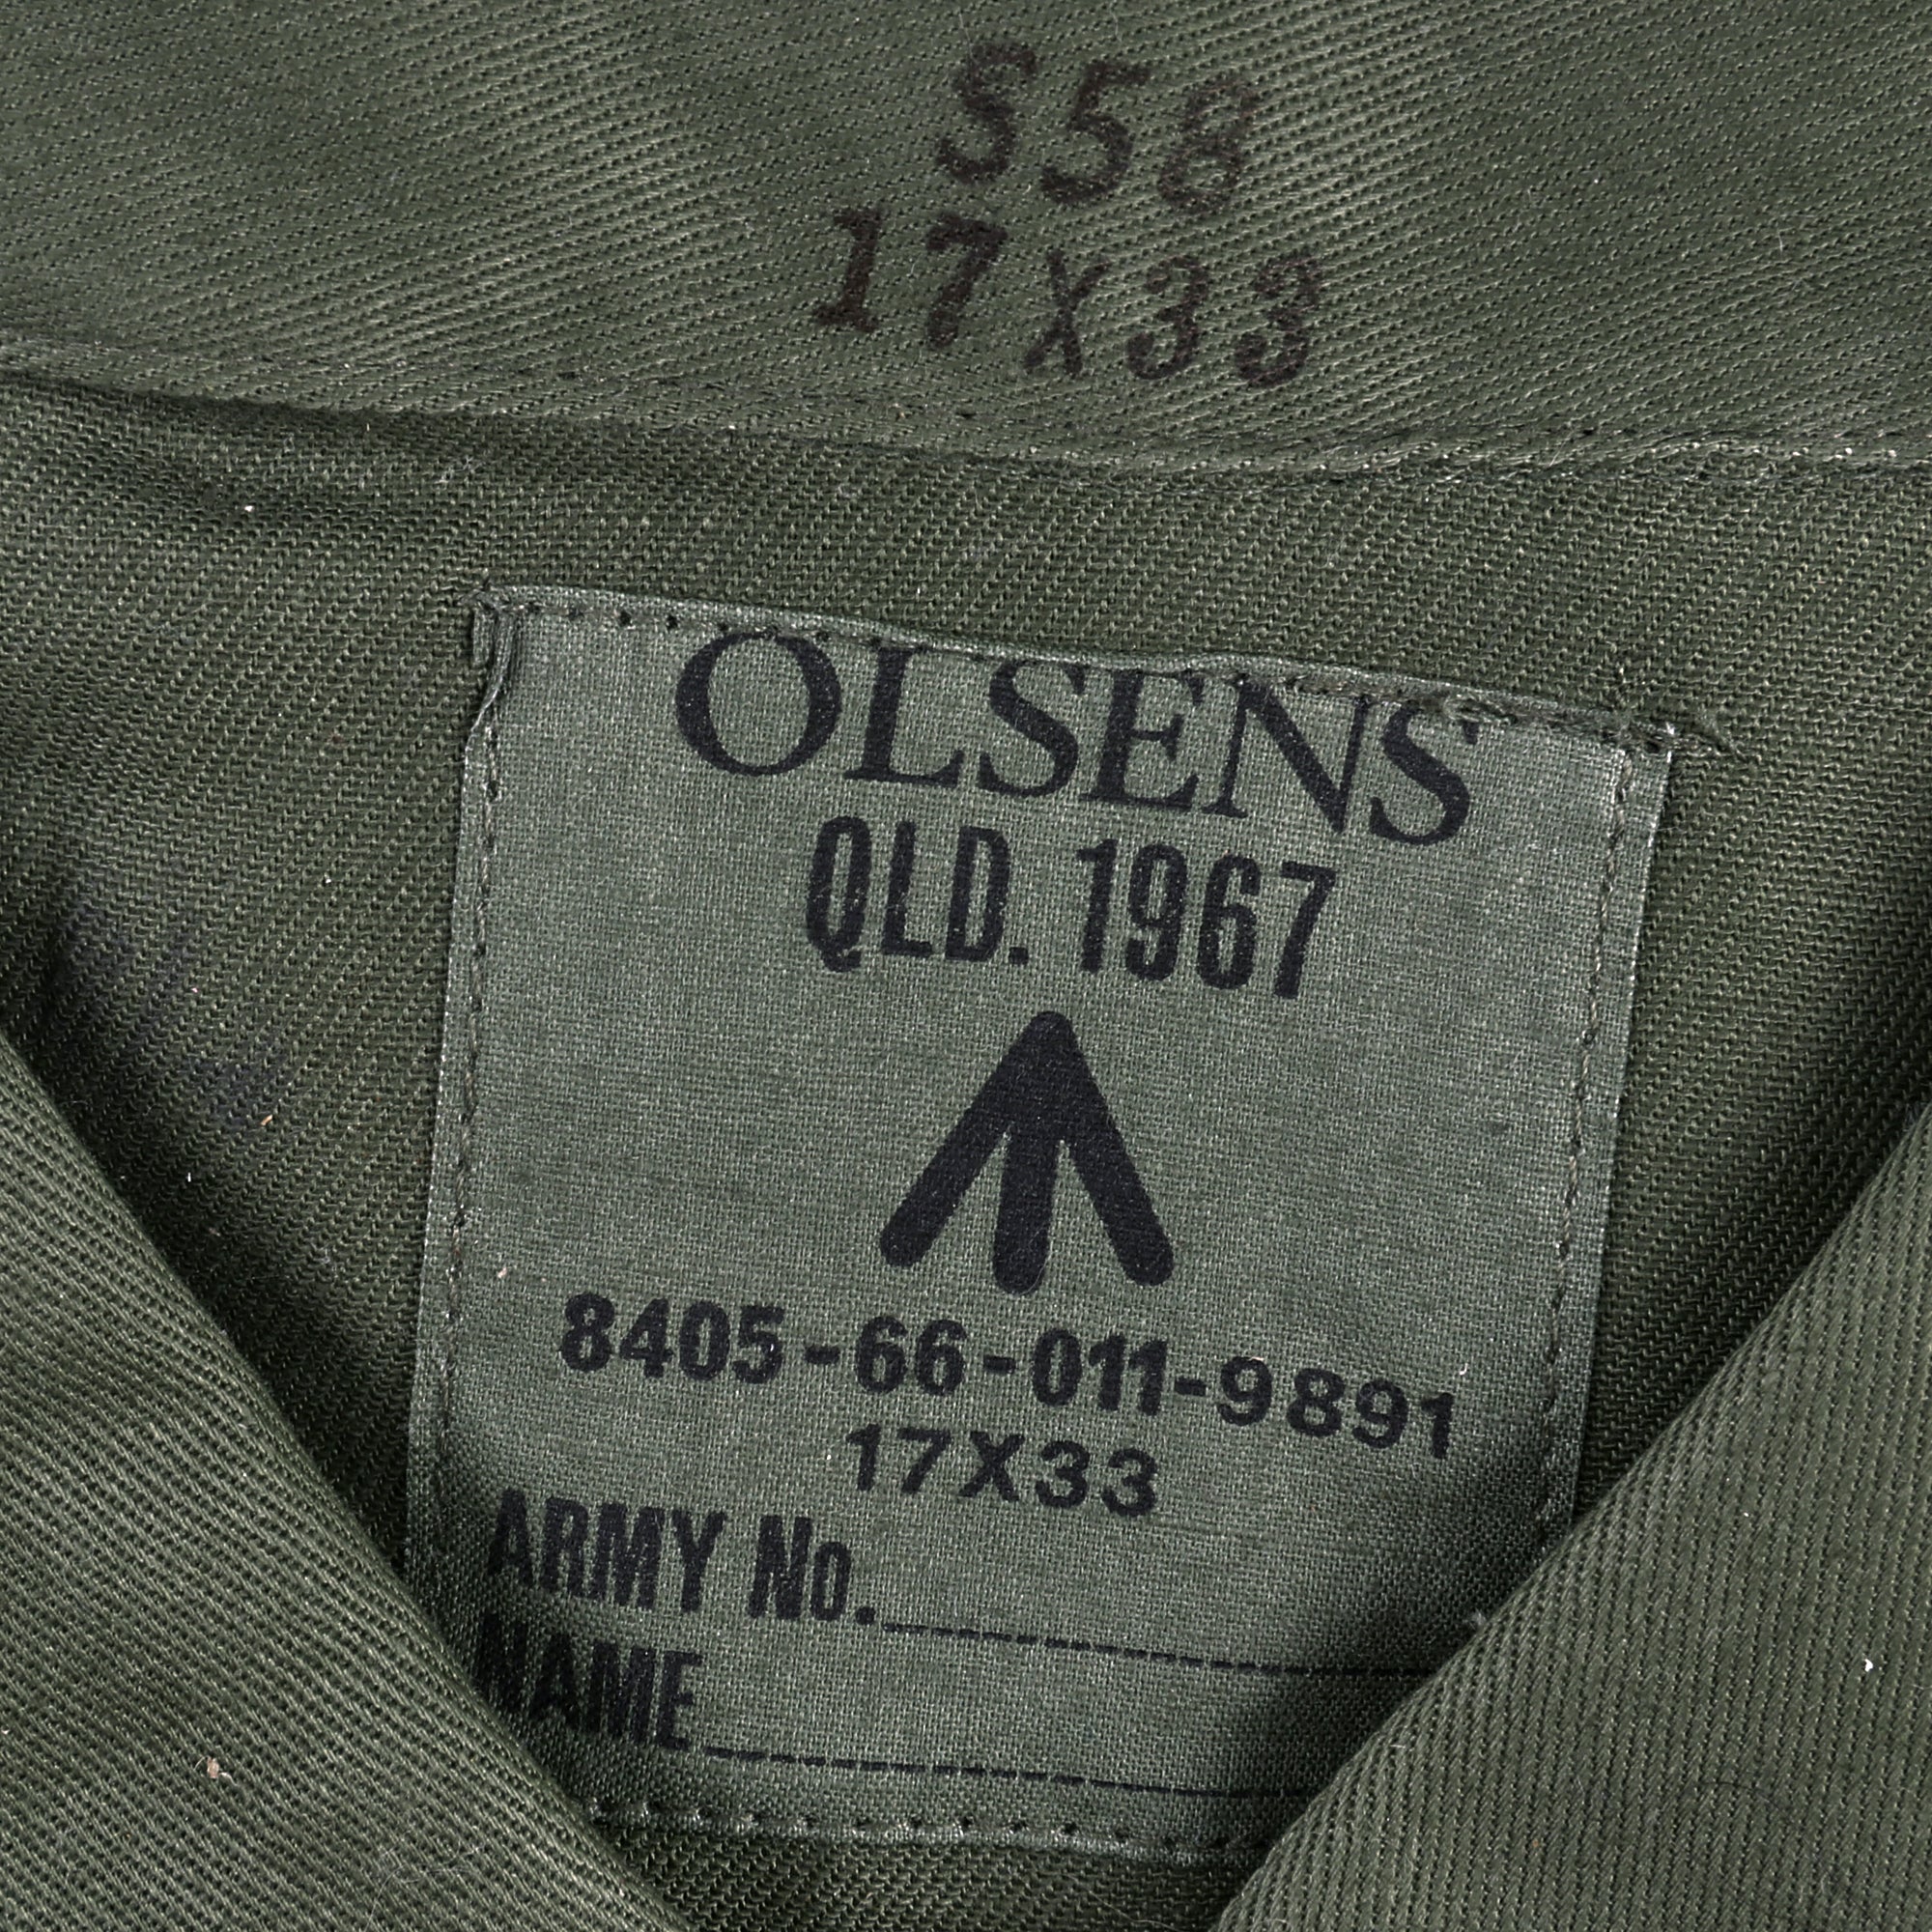 S58
17X33
OLSENS
QLD. 1967
8405-66-011-9891
17X33
ARMY No.
NAME